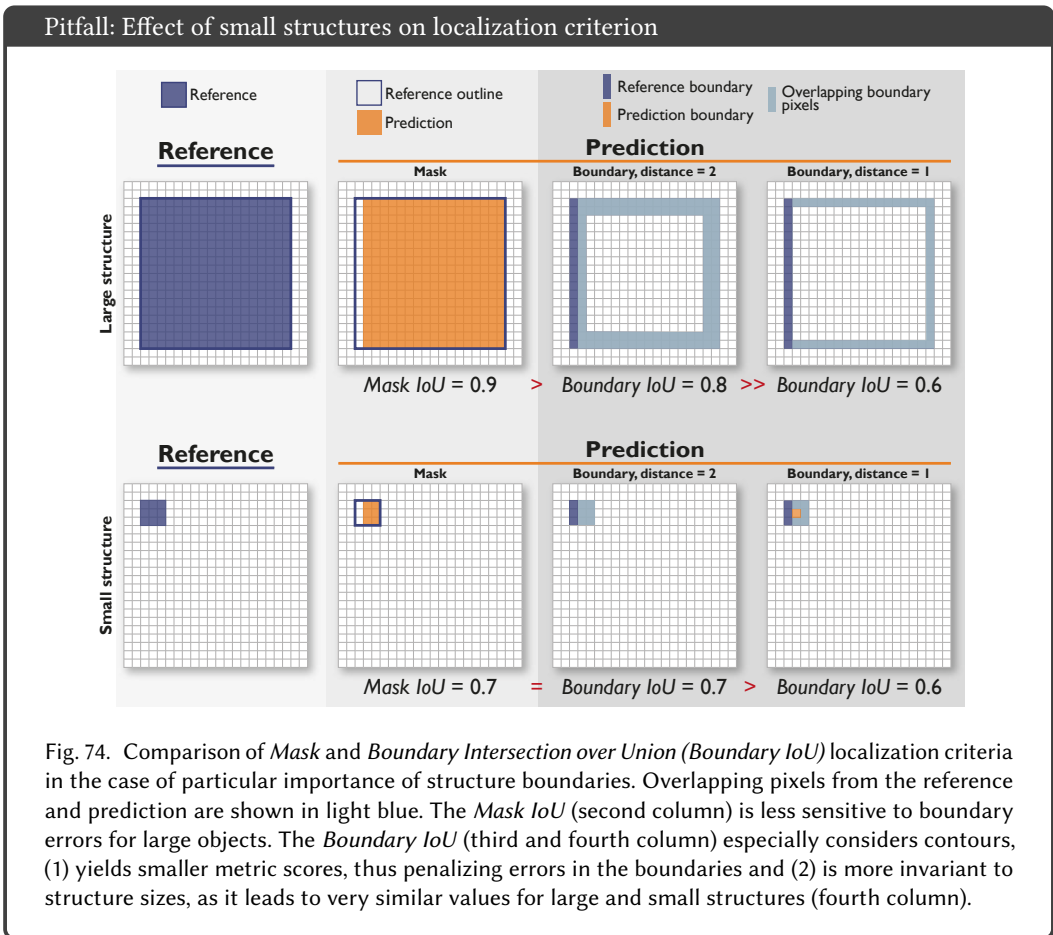 Pitfall: Effect of small structures on localization criterion
Reference
Reference outline
Prediction
Reference boundary
Prediction boundary
Overlapping boundary
pixels
Reference
Prediction
Mask
Boundary, distance = 2
Boundary, distance = 1
Large structure
Mask IoU = 0.9 > Boundary IoU = 0.8 >> Boundary IoU = 0.6
Reference
Prediction
Mask
Boundary, distance = 2
Boundary, distance = 1
Small structure
Mask IoU = 0.7 = Boundary IoU = 0.7 > Boundary IoU = 0.6
Fig. 74. Comparison of Mask and Boundary Intersection over Union (Boundary IoU) localization criteria
in the case of particular importance of structure boundaries. Overlapping pixels from the reference
and prediction are shown in light blue. The Mask IoU (second column) is less sensitive to boundary
errors for large objects. The Boundary IoU (third and fourth column) especially considers contours,
(1) yields smaller metric scores, thus penalizing errors in the boundaries and (2) is more invariant to
structure sizes, as it leads to very similar values for large and small structures (fourth column).